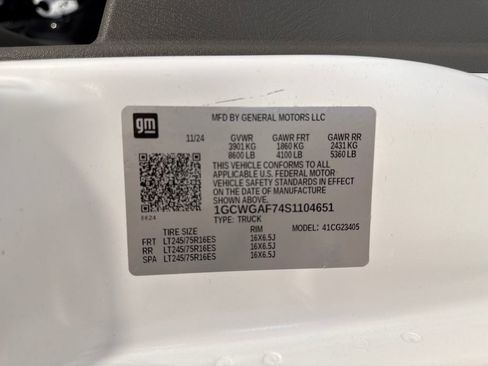 gm
MFD BY GENERAL MOTORS LLC
11/24 GVWR GAWR FRT GAWR RR
3901 KG 1860 KG 2431 KG
8600 LB 4100 LB 5360 LB
THIS VEHICLE CONFORMS TO ALL
APPLICABLE U.S. FEDERAL MOTOR
VEHICLE SAFETY STANDARDS IN EFFECT
ON THE DATE OF MANUFACTURE
SHOWN ABOVE.
1GCWGAF74S1104651
TYPE: TRUCK
MODEL: 41CG23405
TIRE SIZE RIM
FRT LT245/75R16ES 16X6.5J
RR LT245/75R16ES 16X6.5J
SPA LT245/75R16ES 16X6.5J